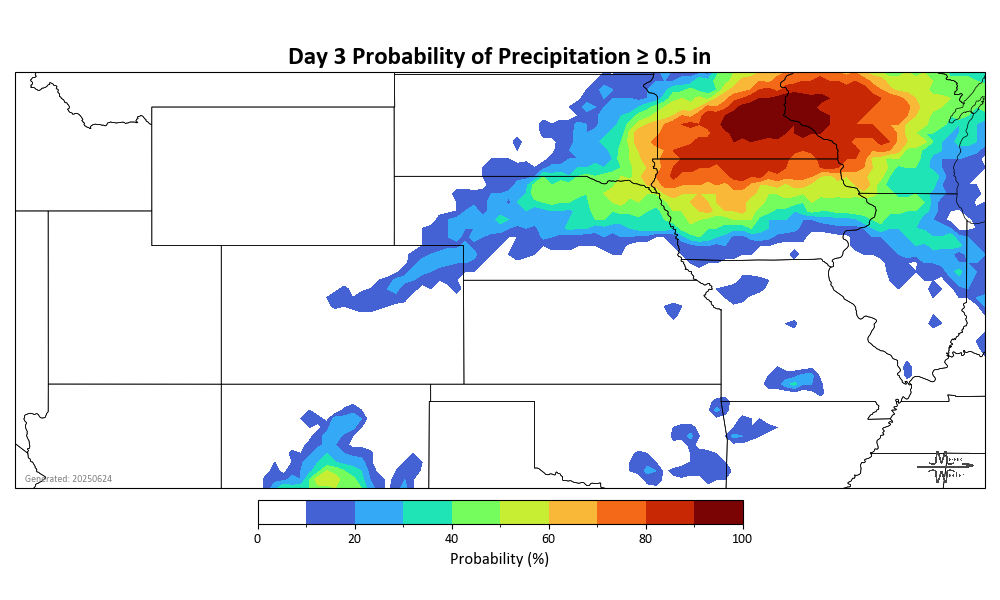 Day 3 Probability of Precipitation ≥ 0.5 in
Generated: 20250624
0 20 40 60 80 100
Probability (%)